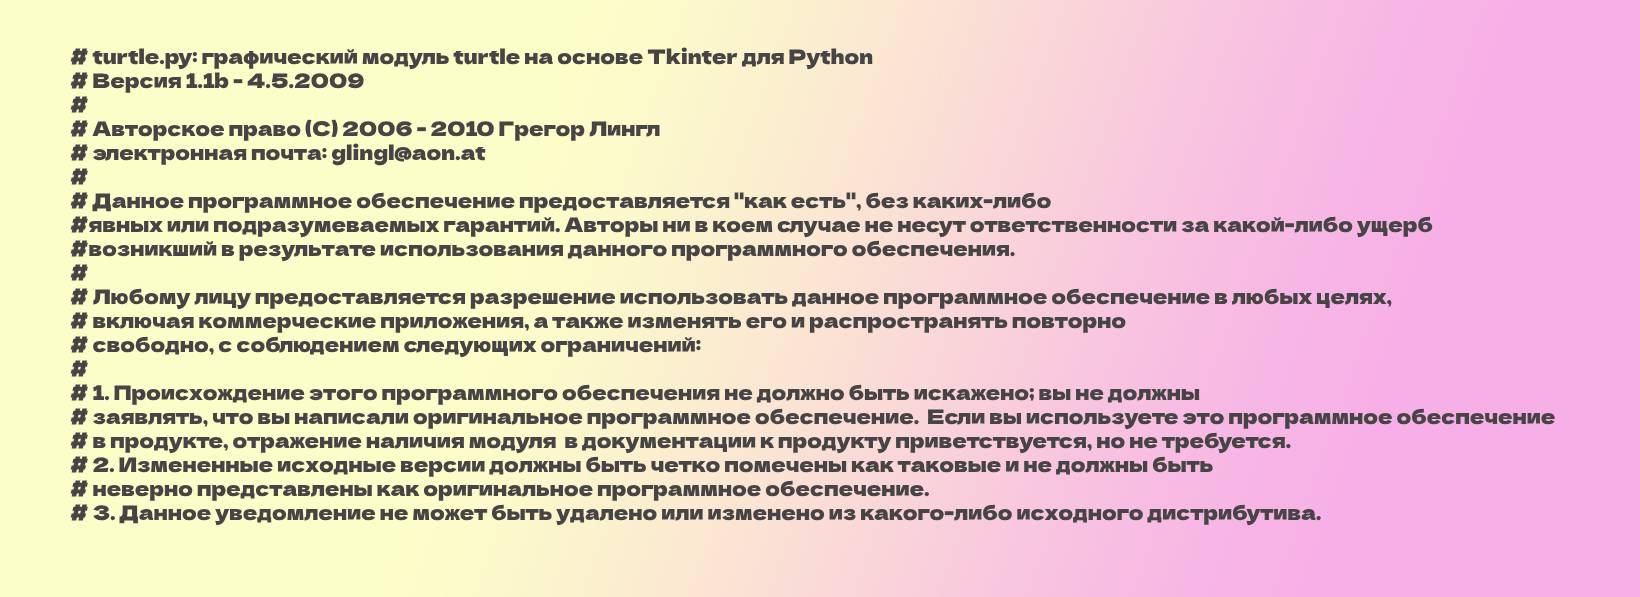 # turtle.py: графический модуль turtle на основе Tkinter для Python
# Версия 1.1b - 4.5.2009
#
# Авторское право (C) 2006 - 2010 Грегор Лингл
# электронная почта: glingl@aon.at
#
# Данное программное обеспечение предоставляется "как есть", без каких-либо
#явных или подразумеваемых гарантий. Авторы ни в коем случае не несут ответственности за какой-либо ущерб
#возникший в результате использования данного программного обеспечения.
#
# Любому лицу предоставляется разрешение использовать данное программное обеспечение в любых целях,
# включая коммерческие приложения, а также изменять его и распространять повторно
# свободно, с соблюдением следующих ограничений:
#
# 1. Происхождение этого программного обеспечения не должно быть искажено; вы не должны
# заявлять, что вы написали оригинальное программное обеспечение.  Если вы используете это программное обеспечение
# в продукте, отражение наличия модуля  в документации к продукту приветствуется, но не требуется.
# 2. Измененные исходные версии должны быть четко помечены как таковые и не должны быть
# неверно представлены как оригинальное программное обеспечение.
# 3. Данное уведомление не может быть удалено или изменено из какого-либо исходного дистрибутива.